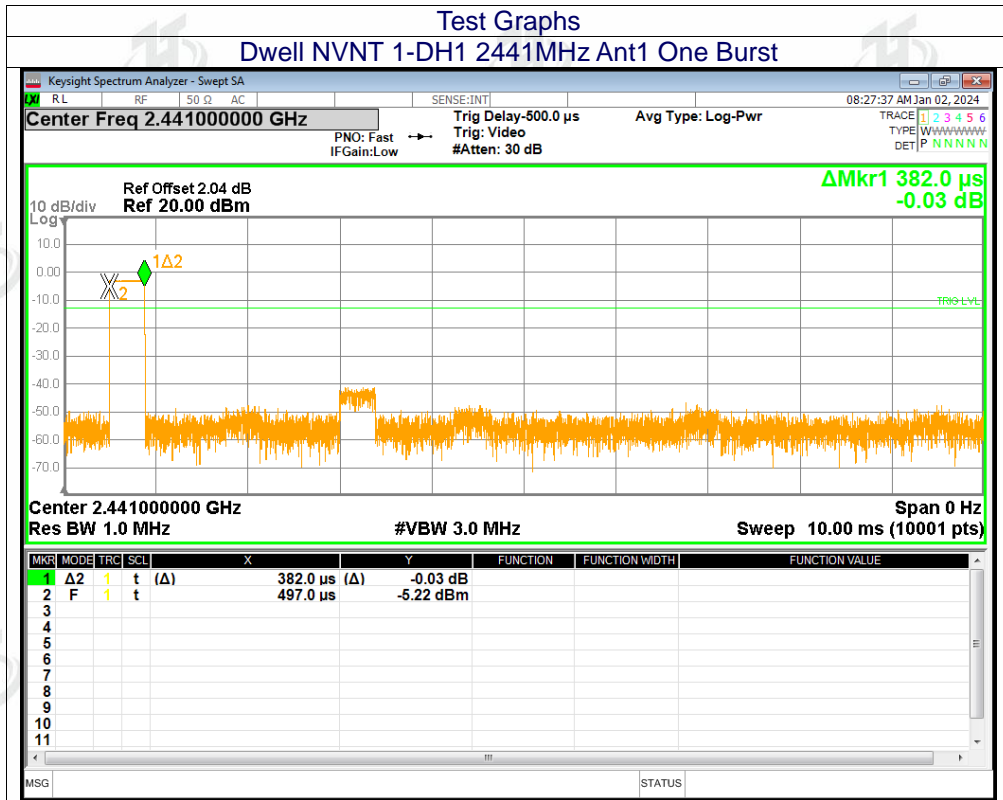 Test Graphs
Dwell NVNT 1-DH1 2441MHz Ant1 One Burst
Keysight Spectrum Analyzer - Swept SA
LXI RL RF 50 Ω AC SENSE:INT 08:27:37 AM Jan 02, 2024
Center Freq 2.441000000 GHz PNO: Fast IFGain:Low Trig Delay-500.0 µs Trig: Video #Atten: 30 dB Avg Type: Log-Pwr TRACE 1 2 3 4 5 6
TYPE WWWWWWW
DET P N N N N N
ΔMkr1 382.0 µs
-0.03 dB
Ref Offset 2.04 dB
10 dB/div Ref 20.00 dBm
Log
10.0
0.00
-10.0
-20.0
-30.0
-40.0
-50.0
-60.0
-70.0
1Δ2
2
TRIG LVL
Center 2.441000000 GHz Span 0 Hz
Res BW 1.0 MHz #VBW 3.0 MHz Sweep 10.00 ms (10001 pts)
MKR MODE TRC SCL X Y FUNCTION FUNCTION WIDTH FUNCTION VALUE
1 Δ2 1 t (Δ) 382.0 µs (Δ) -0.03 dB
2 F 1 t 497.0 µs -5.22 dBm
3
4
5
6
7
8
9
10
11
MSG STATUS